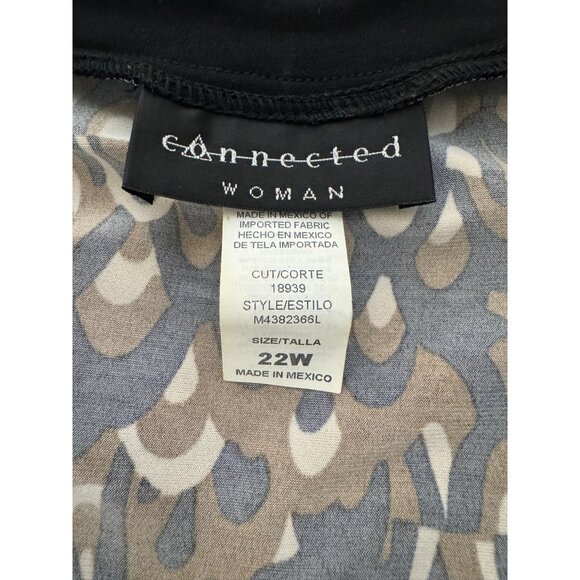 connected
WOMAN
MADE IN MEXICO OF
IMPORTED FABRIC
HECHO EN MEXICO
DE TELA IMPORTADA
CUT/CORTE
18939
STYLE/ESTILO
M4382366L
SIZE/TALLA
22W
MADE IN MEXICO